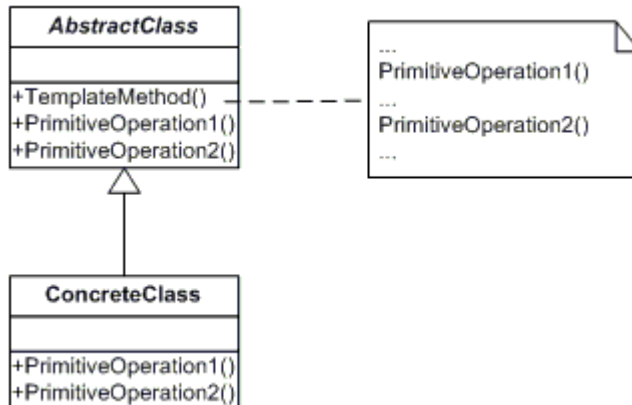 AbstractClass
+TemplateMethod()
+PrimitiveOperation1()
+PrimitiveOperation2()
...
PrimitiveOperation1()
...
PrimitiveOperation2()
...
ConcreteClass
+PrimitiveOperation1()
+PrimitiveOperation2()